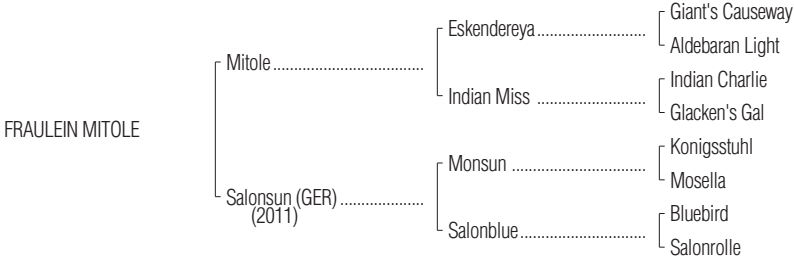 Giant's Causeway
Eskendereya
Aldebaran Light
Mitole
Indian Charlie
Indian Miss
Glacken's Gal
FRAULEIN MITOLE
Konigsstuhl
Monsun
Mosella
Salonsun (GER)
(2011)
Bluebird
Salonblue
Salonrolle